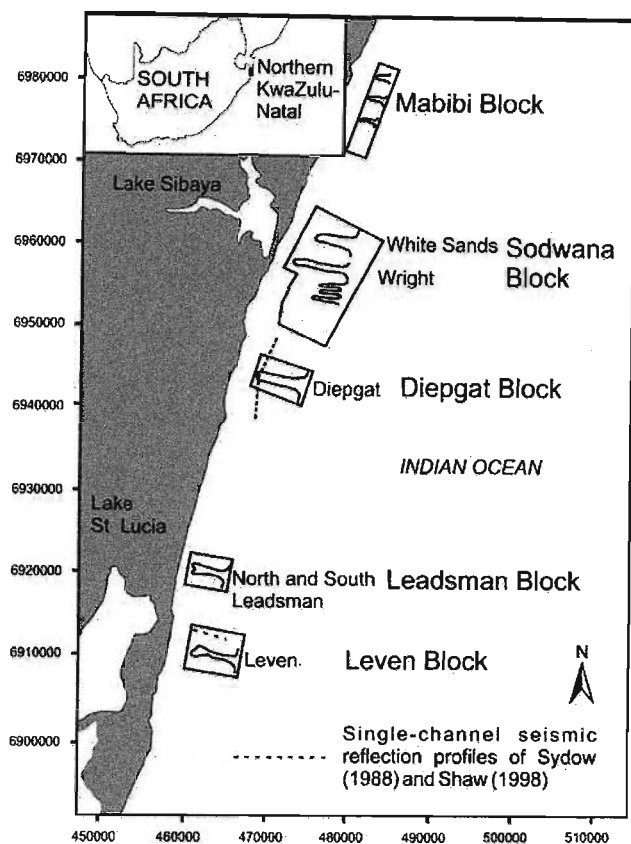 SOUTH
AFRICA
Northern
KwaZulu-
Natal
6980000
6970000
6960000
6950000
6940000
6930000
6920000
6910000
6900000
Mabibi Block
Lake Sibaya
White Sands
Wright
Sodwana
Block
Diepgat
Diepgat Block
INDIAN OCEAN
Lake
St Lucia
North and South
Leadsman
Leadsman Block
Leven
Leven Block
N
Single-channel seismic
reflection profiles of Sydow
(1988) and Shaw (1998)
450000
460000
470000
480000
490000
500000
510000